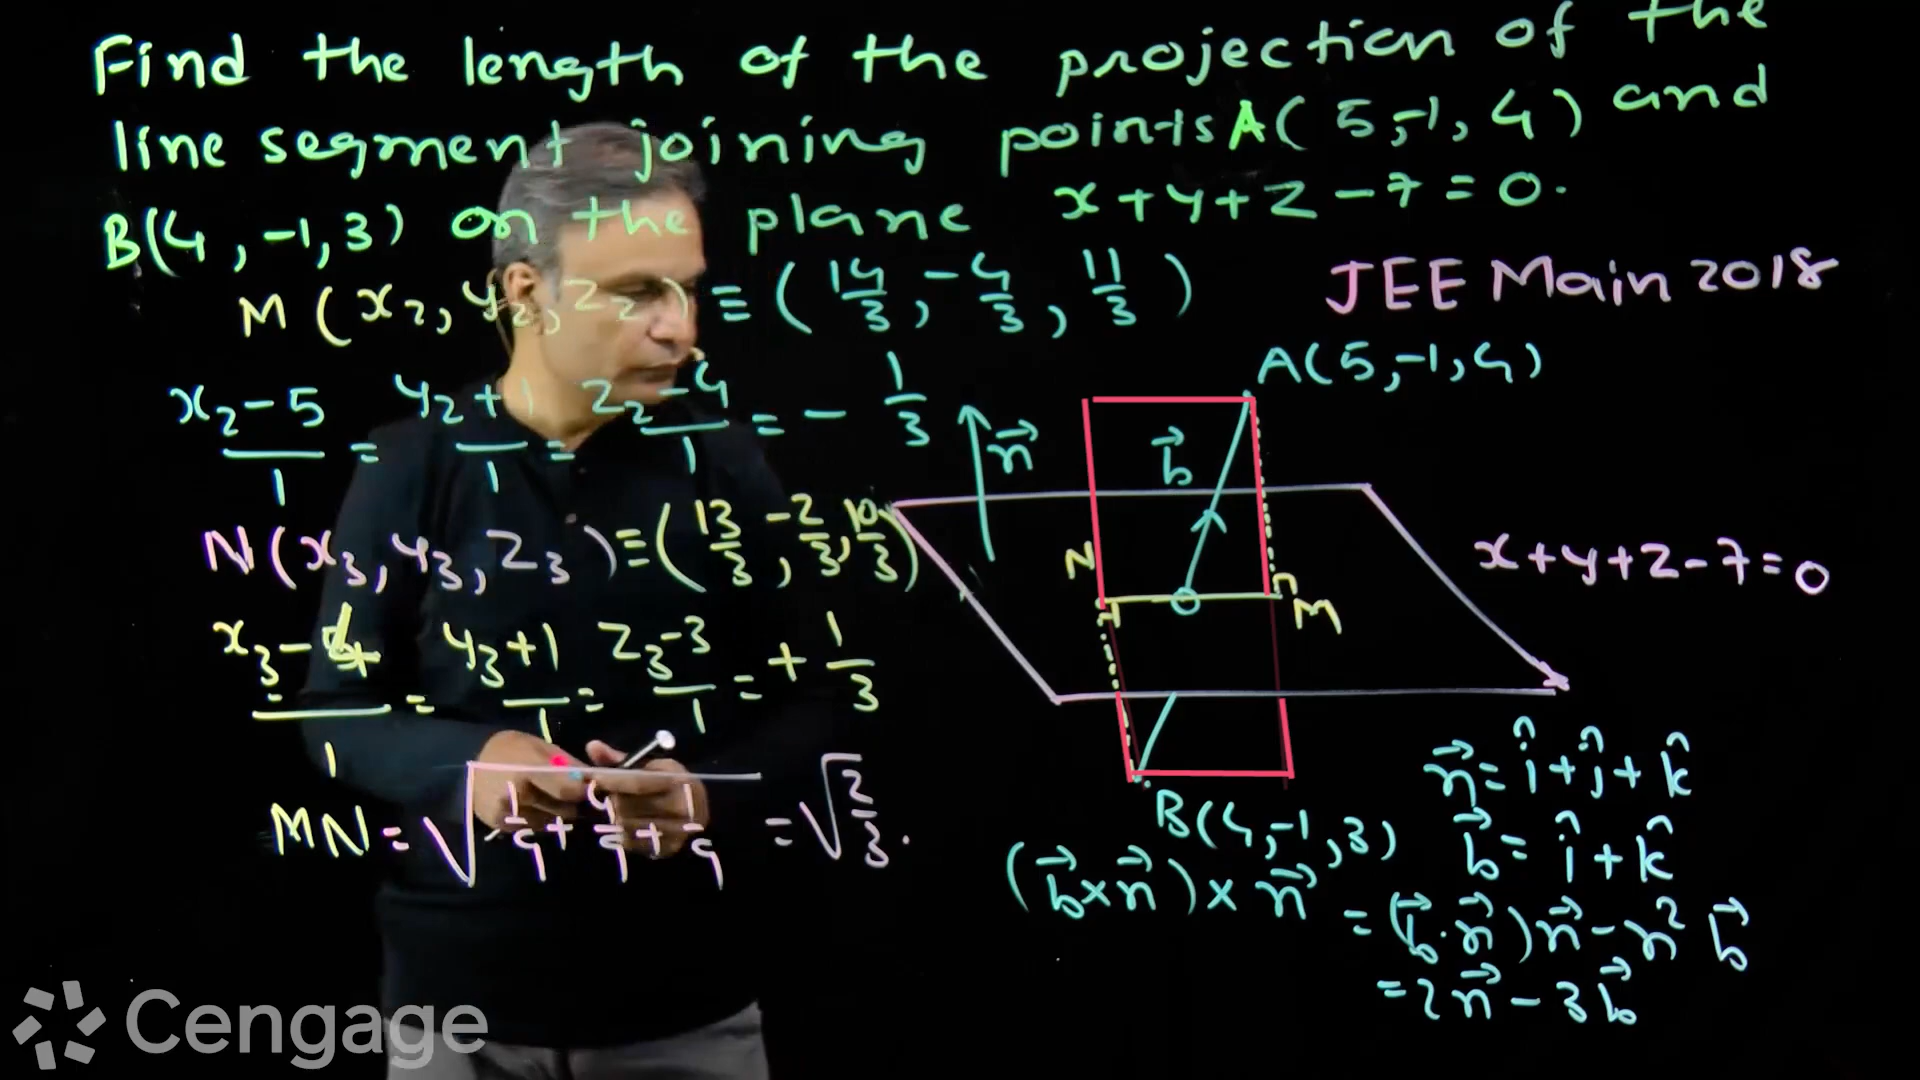 Find the length of the projection of the
line segment joining points A(5,-1,4) and
B(4,-1,3) on the plane x+y+z-7=0.
M(x₂,y₂,z₂) ≡ (14/3, -4/3, 11/3)
JEE Main 2018
A(5,-1,4)
(x₂-5)/1 = (y₂+1)/1 = (z₂-4)/1 = -1/3
n⃗
b⃗
N(x₃,y₃,z₃) ≡ (13/3, -2/3, 10/3)
N
M
x+y+z-7=0
(x₃-4)/1 = (y₃+1)/1 = (z₃-3)/1 = +1/3
MN = √(1/9+4/9+1/9) = √(2/3).
B(4,-1,3)
n⃗ = î+ĵ+k̂
b⃗ = î+k̂
(b⃗×n⃗)×n⃗ = (b⃗.n⃗)n⃗ - n² b⃗
= 2n⃗ - 3b⃗
Cengage